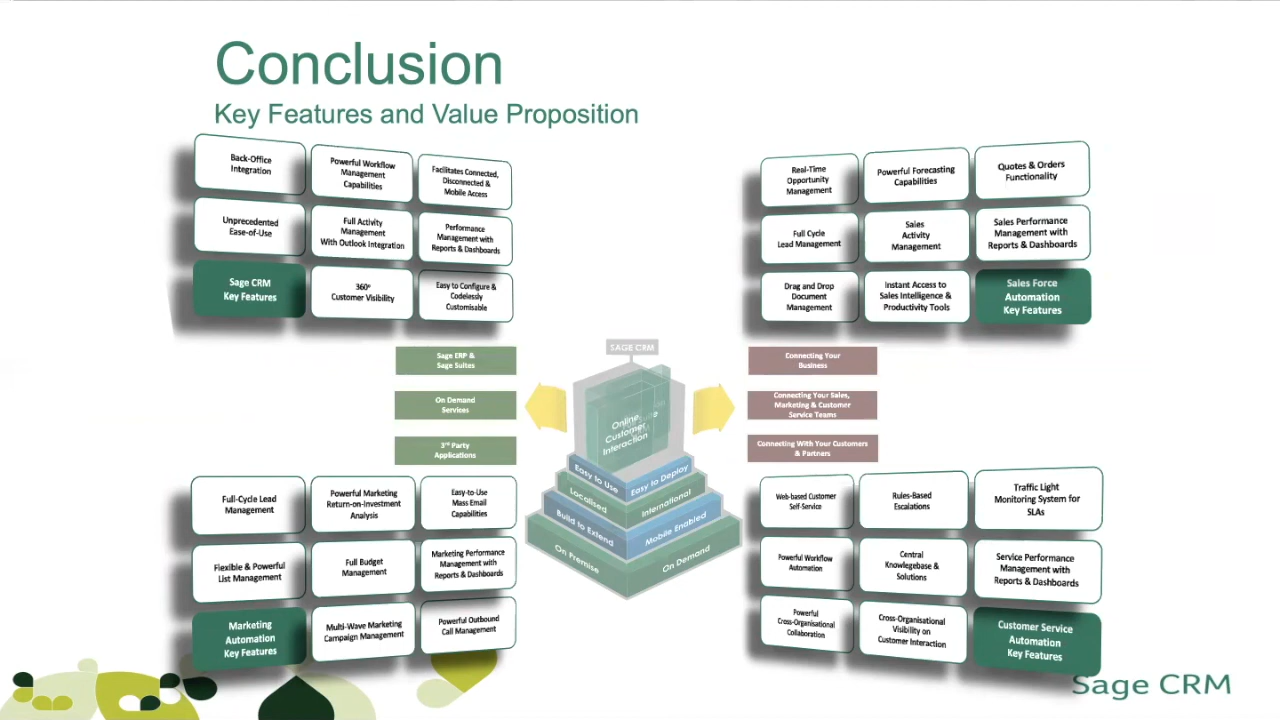 Conclusion
Key Features and Value Proposition
Back-Office
Integration
Powerful Workflow
Management
Capabilities
Facilitates Connected,
Disconnected &
Mobile Access
Unprecedented
Ease-of-Use
Full Activity
Management
With Outlook Integration
Performance
Management with
Reports & Dashboards
Sage CRM
Key Features
360°
Customer Visibility
Easy to Configure &
Codelessly
Customisable
Real-Time
Opportunity
Management
Powerful Forecasting
Capabilities
Quotes & Orders
Functionality
Full Cycle
Lead Management
Sales
Activity
Management
Sales Performance
Management with
Reports & Dashboards
Drag and Drop
Document
Management
Instant Access to
Sales Intelligence &
Productivity Tools
Sales Force
Automation
Key Features
Sage ERP &
Sage Suites
On Demand
Services
3rd Party
Applications
SAGE CRM
Online
Customer
Interaction
Easy to Use
Easy to Deploy
Localised
International
Build to Extend
Mobile Enabled
On Premise
On Demand
Connecting Your
Business
Connecting Your Sales,
Marketing & Customer
Service Teams
Connecting With Your Customers
& Partners
Full-Cycle Lead
Management
Powerful Marketing
Return-on-Investment
Analysis
Easy-to-Use
Mass Email
Capabilities
Flexible & Powerful
List Management
Full Budget
Management
Marketing Performance
Management with
Reports & Dashboards
Marketing
Automation
Key Features
Multi-Wave Marketing
Campaign Management
Powerful Outbound
Call Management
Web-based Customer
Self-Service
Rules-Based
Escalations
Traffic Light
Monitoring System for
SLAs
Powerful Workflow
Automation
Central
Knowlegebase &
Solutions
Service Performance
Management with
Reports & Dashboards
Powerful
Cross-Organisational
Collaboration
Cross-Organisational
Visibility on
Customer Interaction
Customer Service
Automation
Key Features
Sage CRM